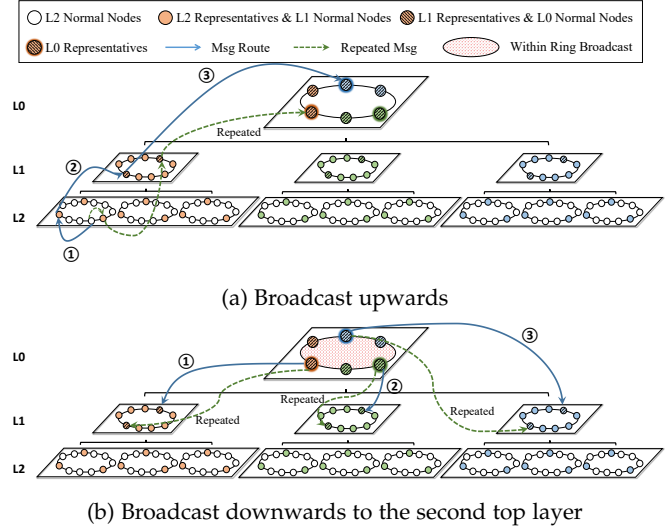 L2 Normal Nodes L2 Representatives & L1 Normal Nodes L1 Representatives & L0 Normal Nodes
L0 Representatives Msg Route Repeated Msg Within Ring Broadcast
③
L0
Repeated
②
L1
L2
①
(a) Broadcast upwards
L0
①
③
②
Repeated
L1
Repeated
Repeated
L2
(b) Broadcast downwards to the second top layer